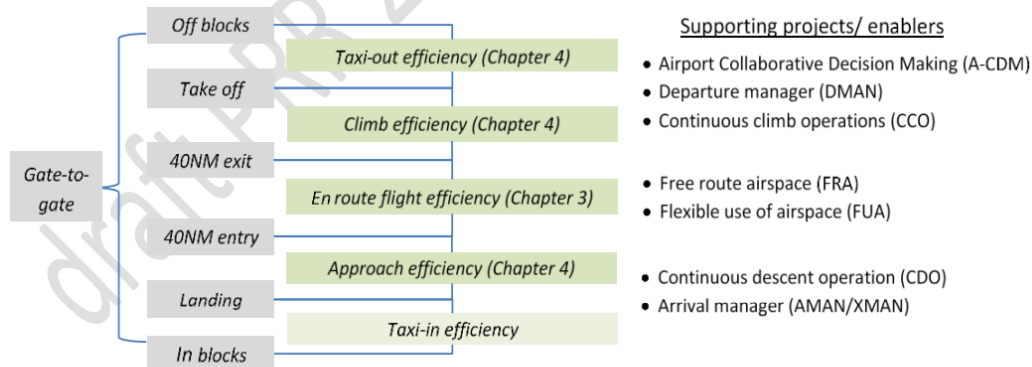 Off blocks
Supporting projects/ enablers
Taxi-out efficiency (Chapter 4)
• Airport Collaborative Decision Making (A-CDM)
Take off
• Departure manager (DMAN)
Climb efficiency (Chapter 4)
• Continuous climb operations (CCO)
40NM exit
Gate-to-
gate
En route flight efficiency (Chapter 3)
• Free route airspace (FRA)
• Flexible use of airspace (FUA)
40NM entry
Approach efficiency (Chapter 4)
• Continuous descent operation (CDO)
Landing
• Arrival manager (AMAN/XMAN)
Taxi-in efficiency
In blocks
draft PRR